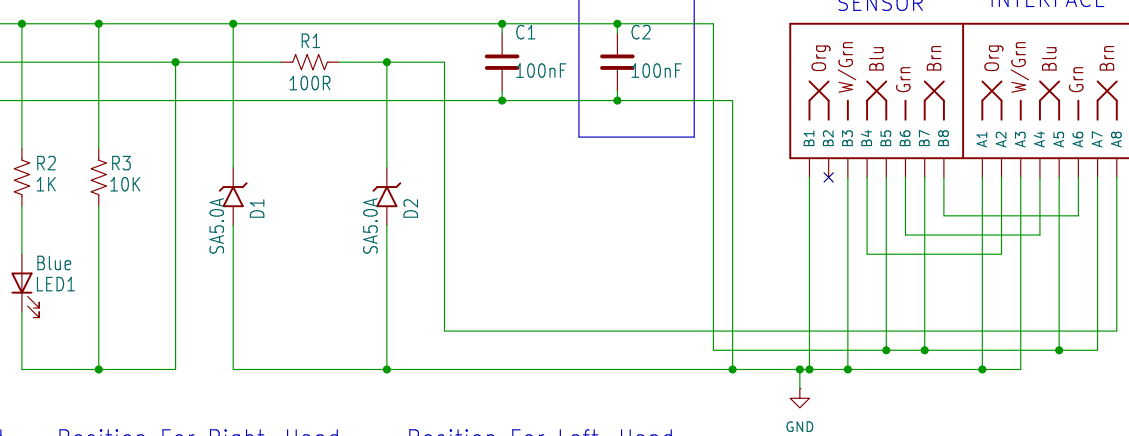 SENSOR
INTERFACE
R1
100R
C1
100nF
C2
100nF
Org
W/Grn
Blu
Grn
Brn
Org
W/Grn
Blu
Grn
Brn
B1
B2
B3
B4
B5
B6
B7
B8
A1
A2
A3
A4
A5
A6
A7
A8
R2
1K
R3
10K
SA5.0A
D1
SA5.0A
D2
Blue
LED1
GND
Position For Right Hand
Position For Left Hand